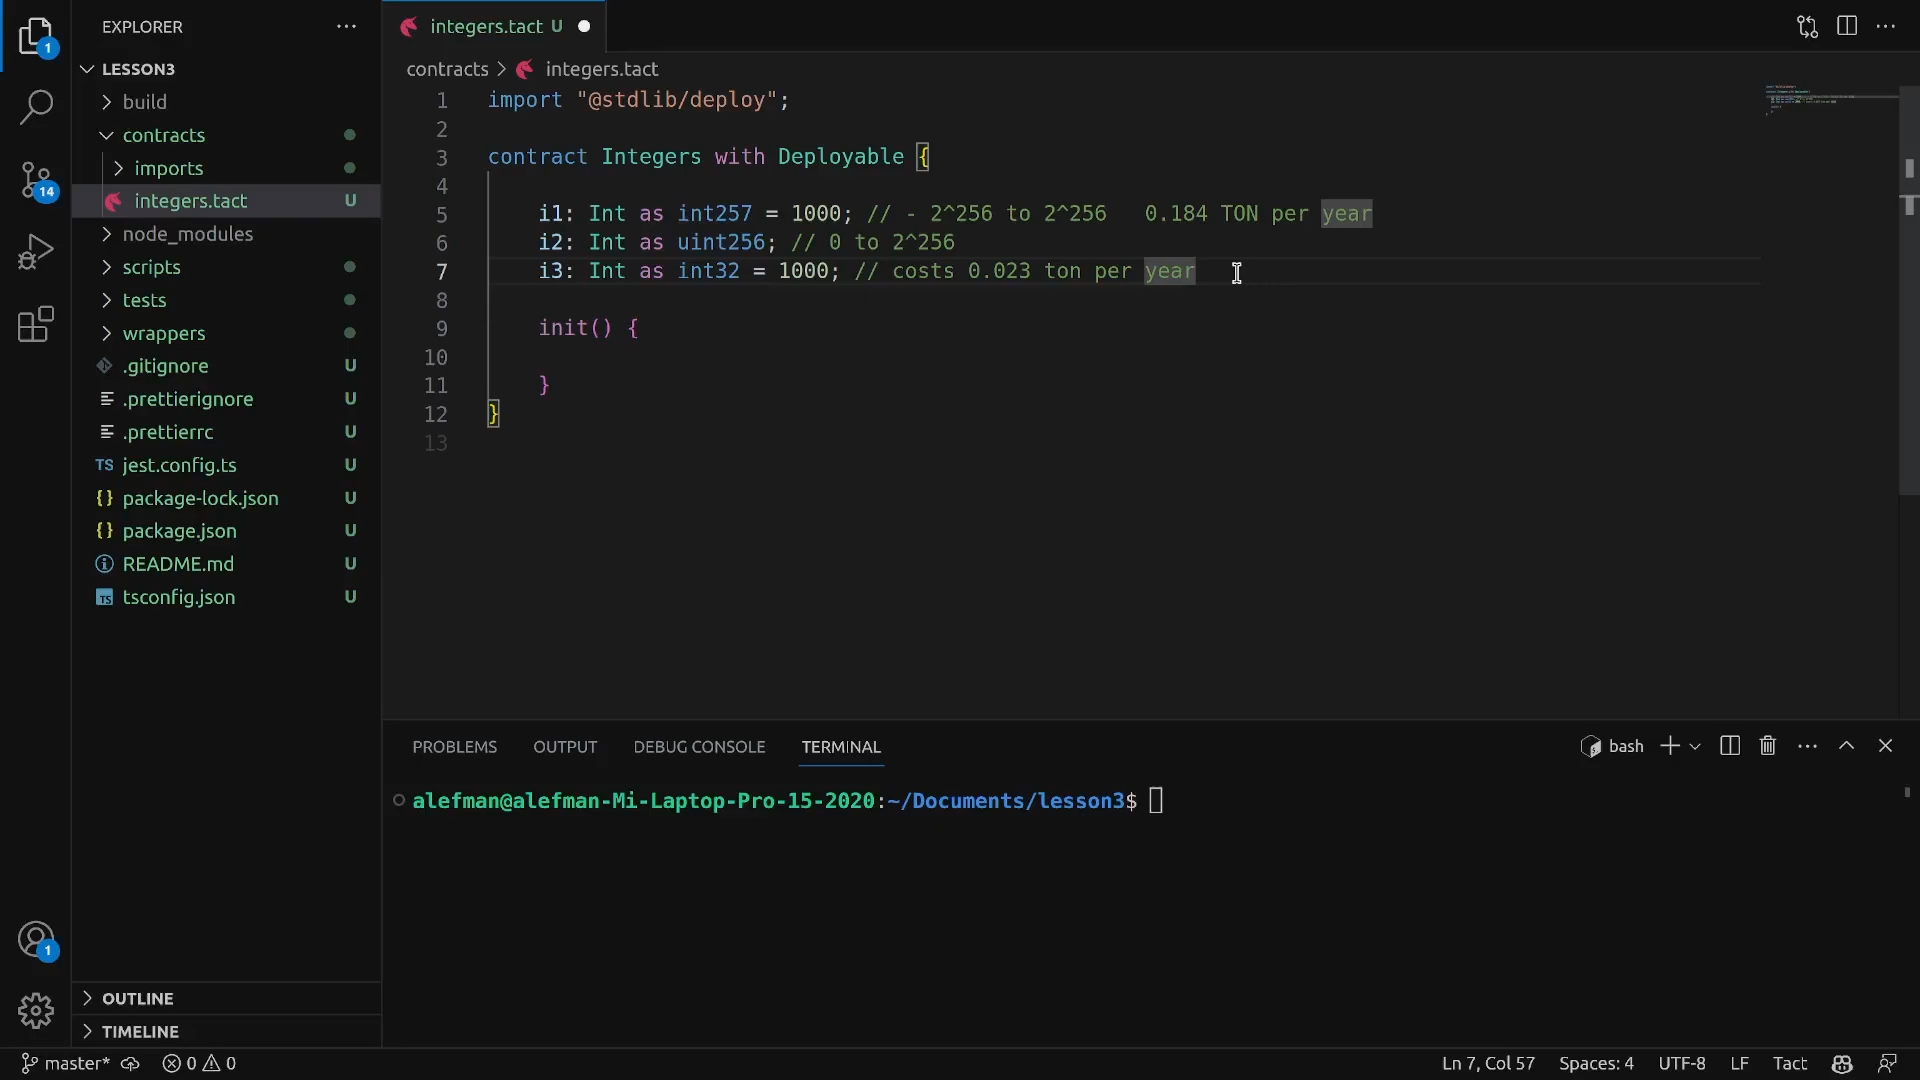 EXPLORER
LESSON3
build
contracts
imports
integers.tact U
node_modules
scripts
tests
wrappers
.gitignore U
.prettierignore U
.prettierrc U
TS jest.config.ts U
{} package-lock.json U
{} package.json U
README.md U
TS tsconfig.json U
OUTLINE
TIMELINE
1
14
1
integers.tact U
contracts > integers.tact
1 import "@stdlib/deploy";
2
3 contract Integers with Deployable {
4
5 i1: Int as int257 = 1000; // - 2^256 to 2^256 0.184 TON per year
6 i2: Int as uint256; // 0 to 2^256
7 i3: Int as int32 = 1000; // costs 0.023 ton per year
8
9 init() {
10
11 }
12 }
13
PROBLEMS OUTPUT DEBUG CONSOLE TERMINAL bash
alefman@alefman-Mi-Laptop-Pro-15-2020:~/Documents/lesson3$
master* 0 0 Ln 7, Col 57 Spaces: 4 UTF-8 LF Tact